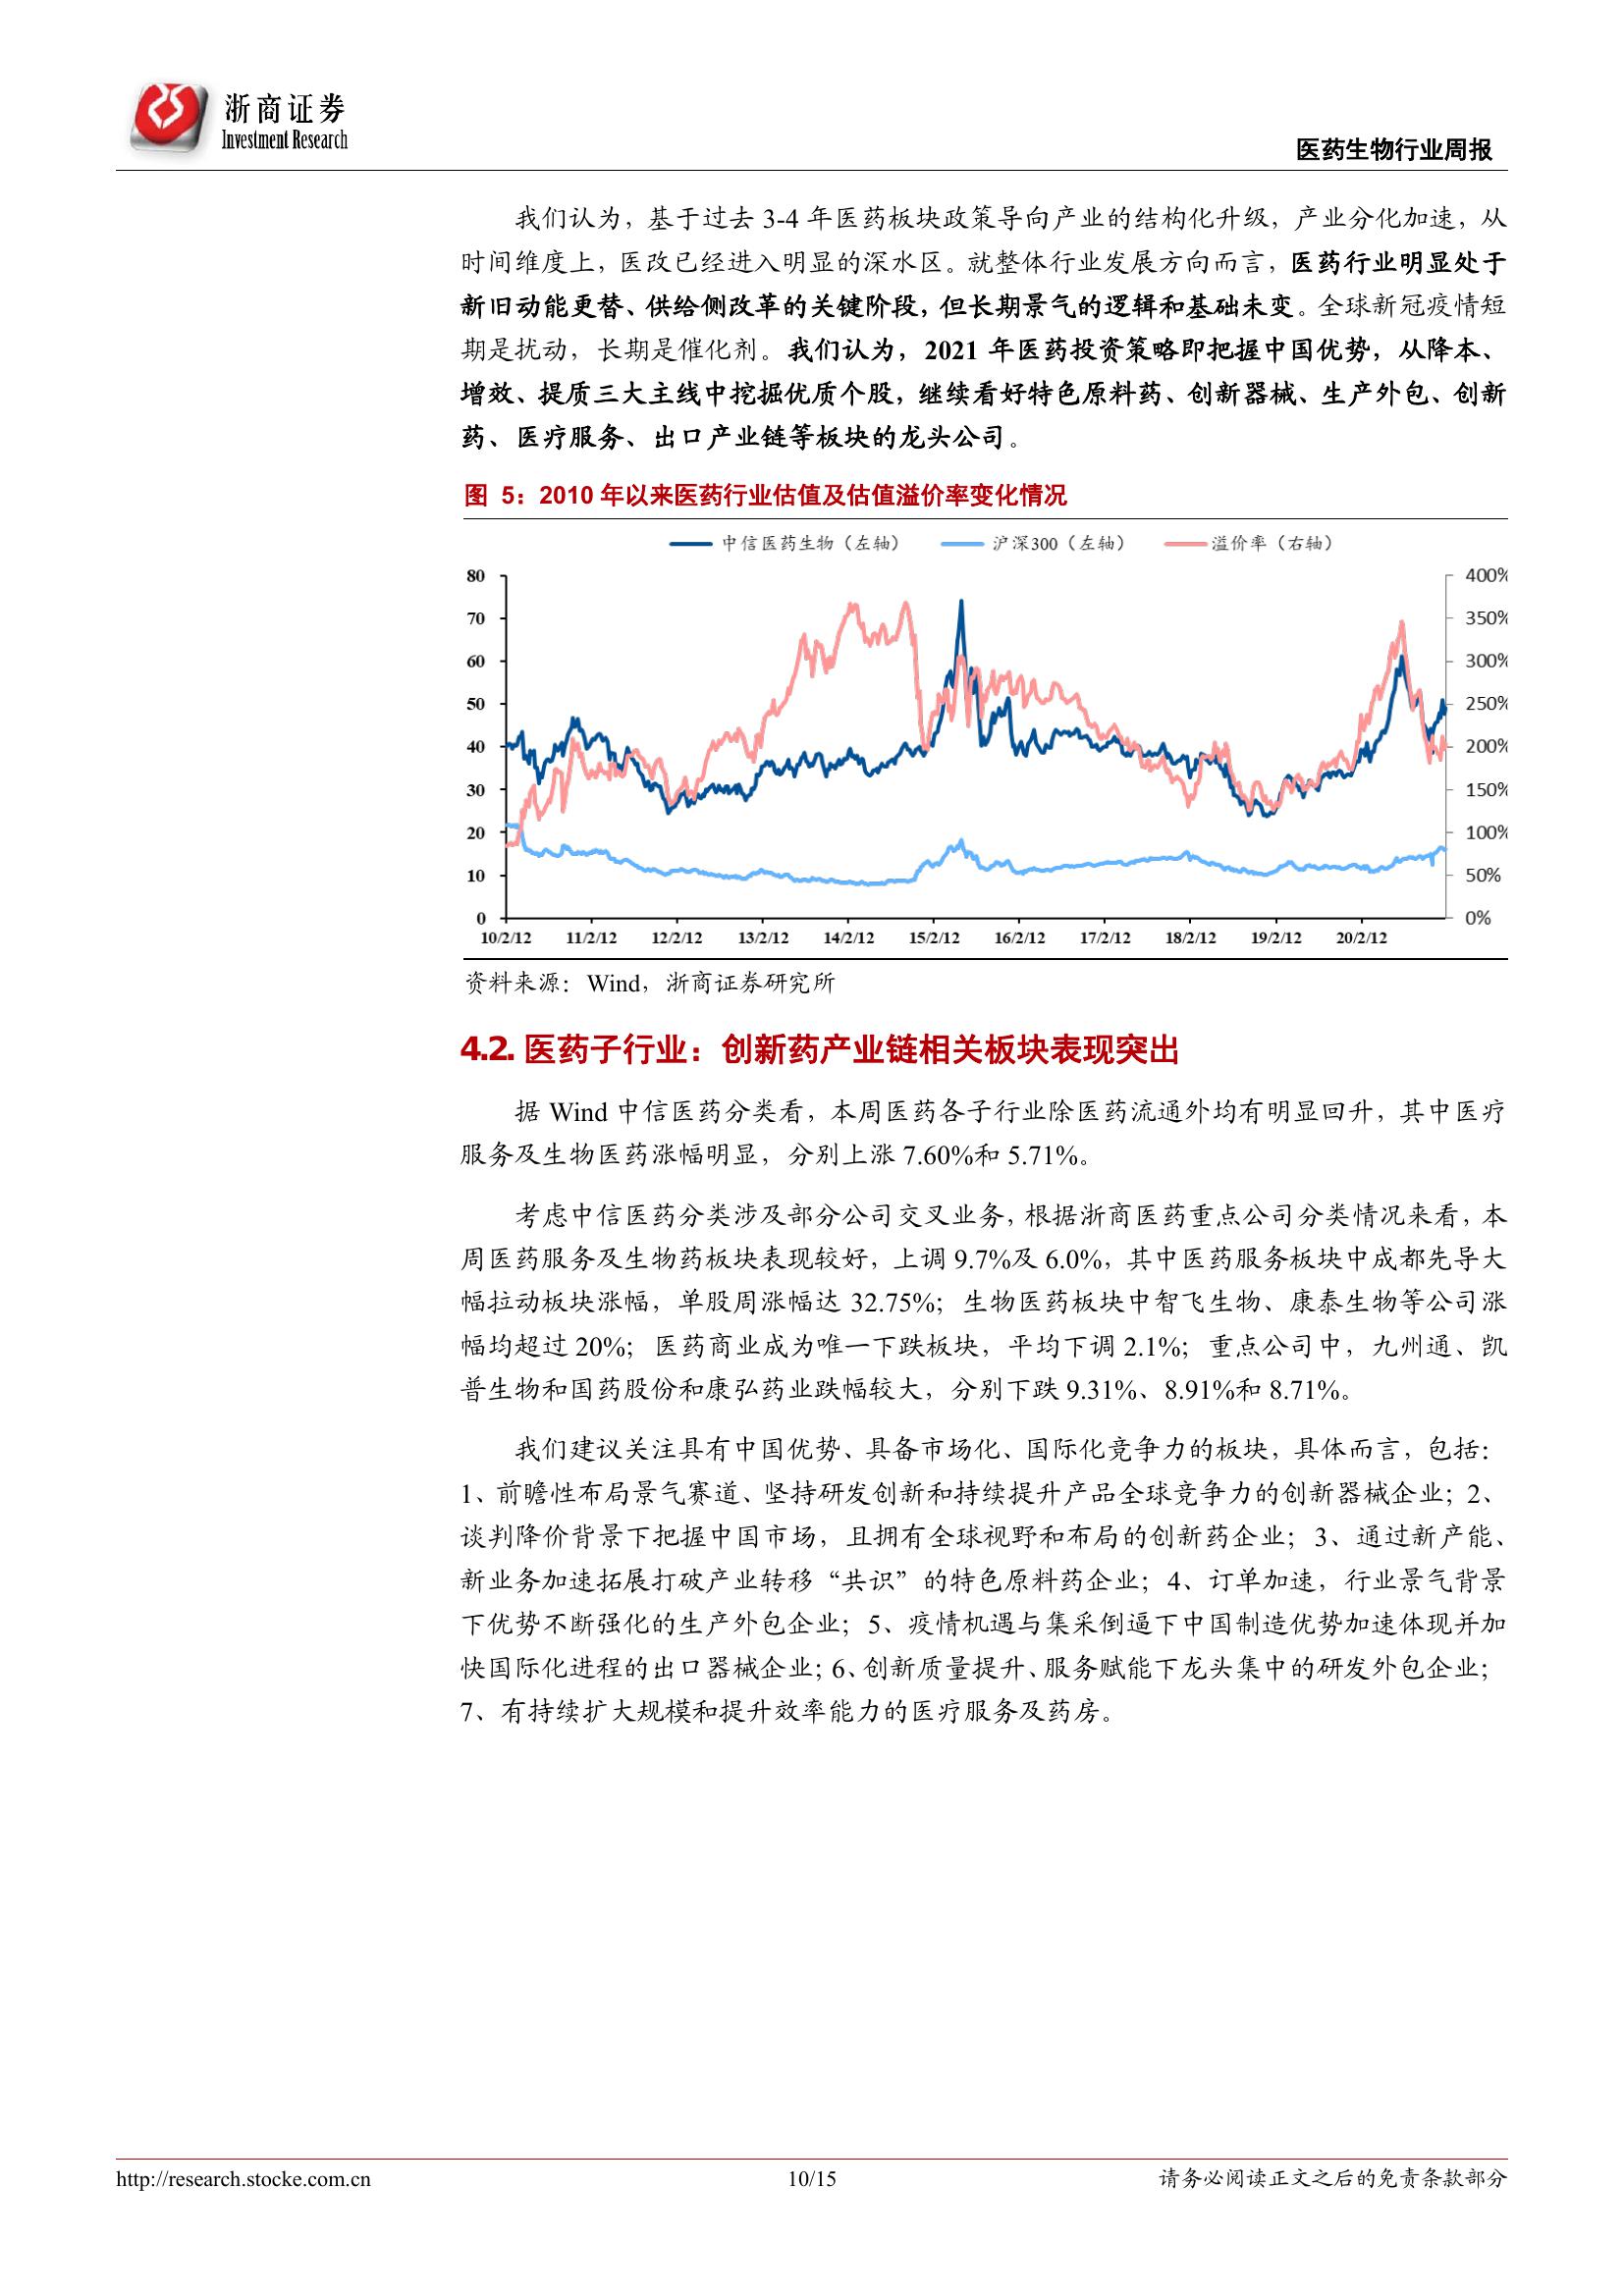 浙商证券
Investment Research
医药生物行业周报
我们认为，基于过去 3-4 年医药板块政策导向产业的结构化升级，产业分化加速，从
时间维度上，医改已经进入明显的深水区。就整体行业发展方向而言，医药行业明显处于
新旧动能更替、供给侧改革的关键阶段，但长期景气的逻辑和基础未变。全球新冠疫情短
期是扰动，长期是催化剂。我们认为，2021 年医药投资策略即把握中国优势，从降本、
增效、提质三大主线中挖掘优质个股，继续看好特色原料药、创新器械、生产外包、创新
药、医疗服务、出口产业链等板块的龙头公司。
图 5：2010 年以来医药行业估值及估值溢价率变化情况
中信医药生物（左轴） 沪深300（左轴） 溢价率（右轴）
80 400%
70 350%
60 300%
50 250%
40 200%
30 150%
20 100%
10 50%
0 0%
10/2/12 11/2/12 12/2/12 13/2/12 14/2/12 15/2/12 16/2/12 17/2/12 18/2/12 19/2/12 20/2/12
资料来源：Wind，浙商证券研究所
4.2. 医药子行业：创新药产业链相关板块表现突出
据 Wind 中信医药分类看，本周医药各子行业除医药流通外均有明显回升，其中医疗
服务及生物医药涨幅明显，分别上涨 7.60%和 5.71%。
考虑中信医药分类涉及部分公司交叉业务，根据浙商医药重点公司分类情况来看，本
周医药服务及生物药板块表现较好，上调 9.7%及 6.0%，其中医药服务板块中成都先导大
幅拉动板块涨幅，单股周涨幅达 32.75%；生物医药板块中智飞生物、康泰生物等公司涨
幅均超过 20%；医药商业成为唯一下跌板块，平均下调 2.1%；重点公司中，九州通、凯
普生物和国药股份和康弘药业跌幅较大，分别下跌 9.31%、8.91%和 8.71%。
我们建议关注具有中国优势、具备市场化、国际化竞争力的板块，具体而言，包括：
1、前瞻性布局景气赛道、坚持研发创新和持续提升产品全球竞争力的创新器械企业；2、
谈判降价背景下把握中国市场，且拥有全球视野和布局的创新药企业；3、通过新产能、
新业务加速拓展打破产业转移“共识”的特色原料药企业；4、订单加速，行业景气背景
下优势不断强化的生产外包企业；5、疫情机遇与集采倒逼下中国制造优势加速体现并加
快国际化进程的出口器械企业；6、创新质量提升、服务赋能下龙头集中的研发外包企业；
7、有持续扩大规模和提升效率能力的医疗服务及药房。
http://research.stocke.com.cn 10/15 请务必阅读正文之后的免责条款部分